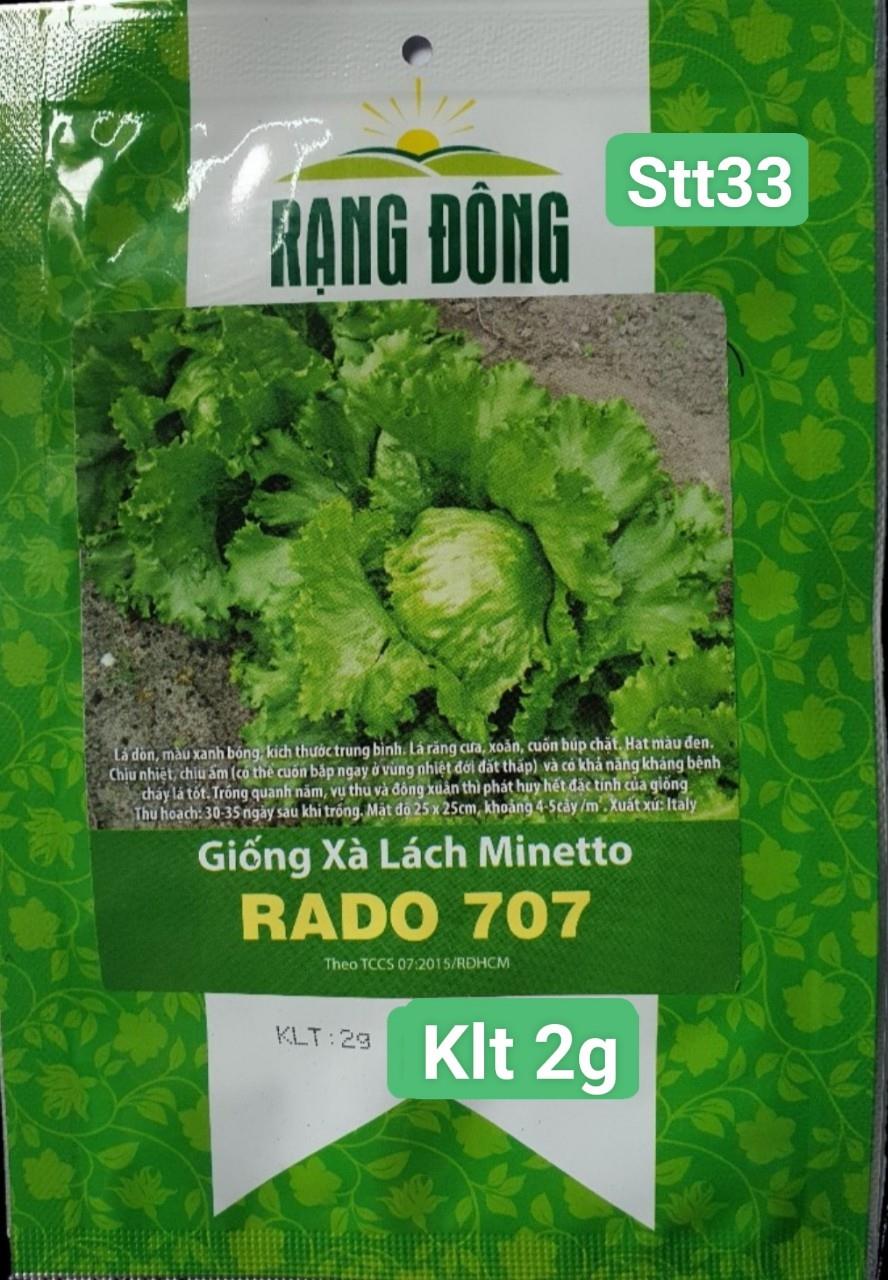 RẠNG ĐÔNG
Stt33
Lá dòn, màu xanh bóng, kích thước trung bình. Lá răng cưa, xoăn, cuốn búp chặt. Hạt màu đen.
Chịu nhiệt, chịu ẩm (có thể cuốn bắp ngay ở vùng nhiệt đới đất thấp) và có khả năng kháng bệnh
cháy lá tốt. Trồng quanh năm, vụ thu và đông xuân thì phát huy hết đặc tính của giống
Thu hoạch: 30-35 ngày sau khi trồng. Mật độ 25 x 25cm, khoảng 4-5cây /m². Xuất xứ: Italy
Giống Xà Lách Minetto
RADO 707
Theo TCCS 07:2015/RDHCM
KLT:2g
Klt 2g